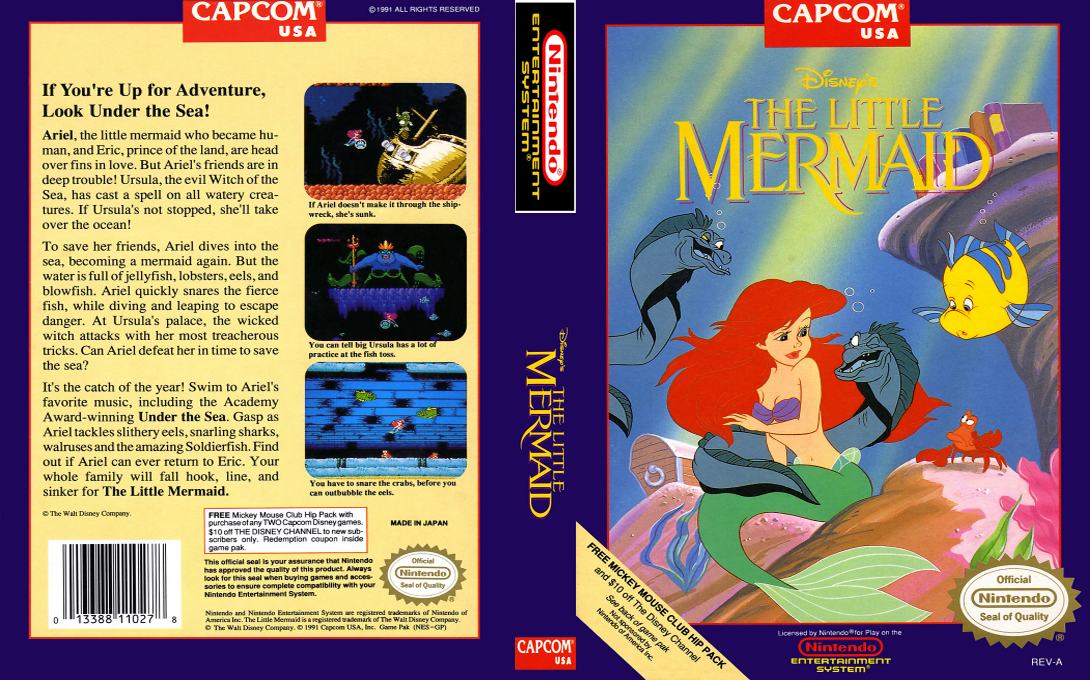 CAPCOM®
USA
© 1991 ALL RIGHTS RESERVED
If You're Up for Adventure,
Look Under the Sea!
Ariel, the little mermaid who became hu-
man, and Eric, prince of the land, are head
over fins in love. But Ariel's friends are in
deep trouble! Ursula, the evil Witch of the
Sea, has cast a spell on all watery crea-
tures. If Ursula's not stopped, she'll take
over the ocean!
To save her friends, Ariel dives into the
sea, becoming a mermaid again. But the
water is full of jellyfish, lobsters, eels, and
blowfish. Ariel quickly snares the fierce
fish, while diving and leaping to escape
danger. At Ursula's palace, the wicked
witch attacks with her most treacherous
tricks. Can Ariel defeat her in time to save
the sea?
It's the catch of the year! Swim to Ariel's
favorite music, including the Academy
Award-winning Under the Sea. Gasp as
Ariel tackles slithery eels, snarling sharks,
walruses and the amazing Soldierfish. Find
out if Ariel can ever return to Eric. Your
whole family will fall hook, line, and
sinker for The Little Mermaid.
© The Walt Disney Company.
If Ariel doesn't make it through the ship-
wreck, she's sunk.
You can tell big Ursula has a lot of
practice at the fish toss.
You have to snare the crabs, before you
can outbubble the eels.
FREE Mickey Mouse Club Hip Pack with
purchase of any TWO Capcom Disney games.
$10 off THE DISNEY CHANNEL to new sub-
scribers only. Redemption coupon inside
game pak.
MADE IN JAPAN
This official seal is your assurance that Nintendo
has approved the quality of this product. Always
look for this seal when buying games and acces-
sories to ensure complete compatibility with your
Nintendo Entertainment System.
Official
Nintendo
Seal of Quality
®
Nintendo and Nintendo Entertainment System are registered trademarks of Nintendo of
America Inc. The Little Mermaid is a registered trademark of The Walt Disney Company.
© The Walt Disney Company. © 1991 Capcom USA, Inc. Game Pak (NES-GP)
0 13388 11027 8
Nintendo®
ENTERTAINMENT
SYSTEM®
Disney's
THE LITTLE
MERMAID
CAPCOM®
USA
CAPCOM®
USA
Disney's
THE LITTLE
MERMAID
FREE MICKEY MOUSE CLUB HIP PACK
and $10 off The Disney Channel
See back of game pak
Not sponsored by
Nintendo of America Inc.
Licensed by Nintendo® for Play on the
Nintendo
ENTERTAINMENT
SYSTEM®
Official
Nintendo
Seal of Quality
®
REV-A